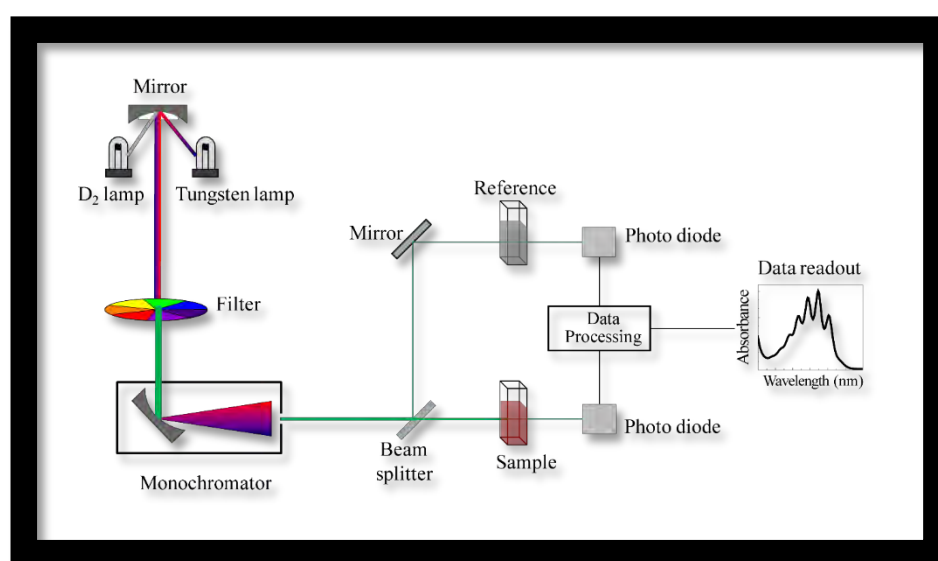 Mirror
D₂ lamp
Tungsten lamp
Filter
Monochromator
Mirror
Reference
Photo diode
Data
Processing
Beam
splitter
Sample
Photo diode
Data readout
Absorbance
Wavelength (nm)